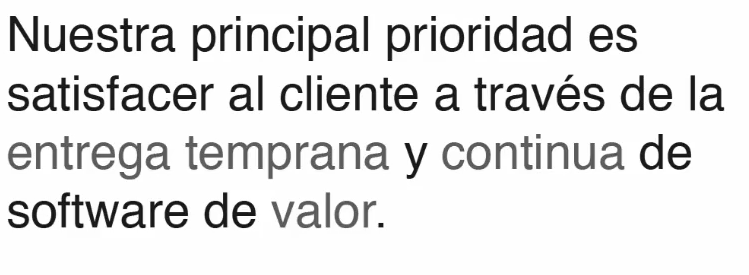 Nuestra principal prioridad es
satisfacer al cliente a través de la
entrega temprana y continua de
software de valor.